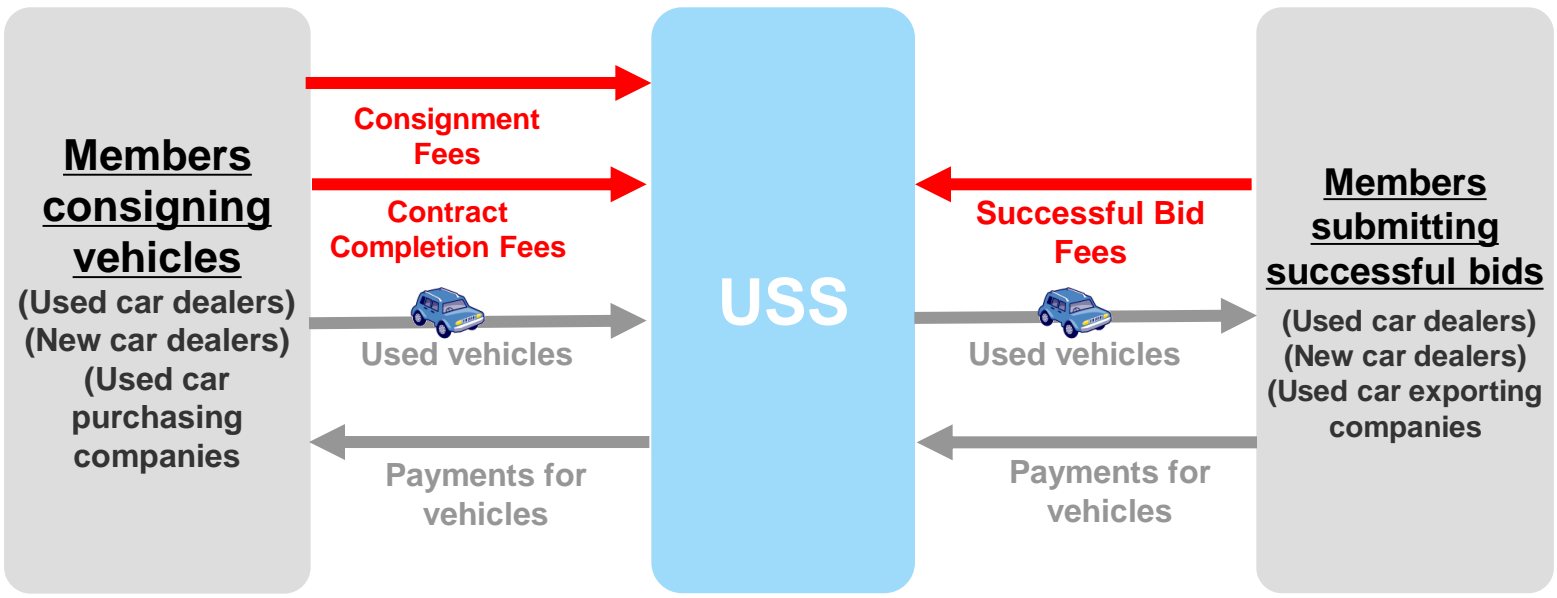 Members
consigning
vehicles
(Used car dealers)
(New car dealers)
(Used car
purchasing
companies
Consignment
Fees
Contract
Completion Fees
Used vehicles
Payments for
vehicles
USS
Successful Bid
Fees
Used vehicles
Payments for
vehicles
Members
submitting
successful bids
(Used car dealers)
(New car dealers)
(Used car exporting
companies